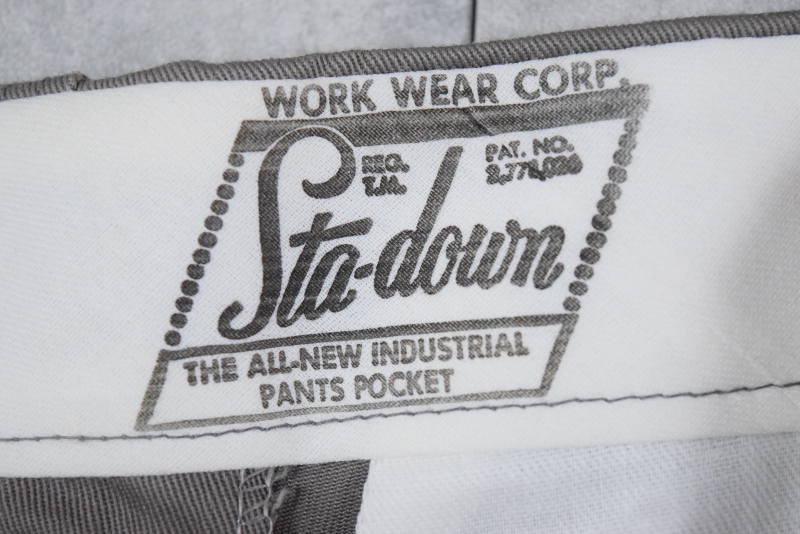 WORK WEAR CORP.
Sta-down
REG.
T.M.
PAT. NO.
THE ALL-NEW INDUSTRIAL
PANTS POCKET